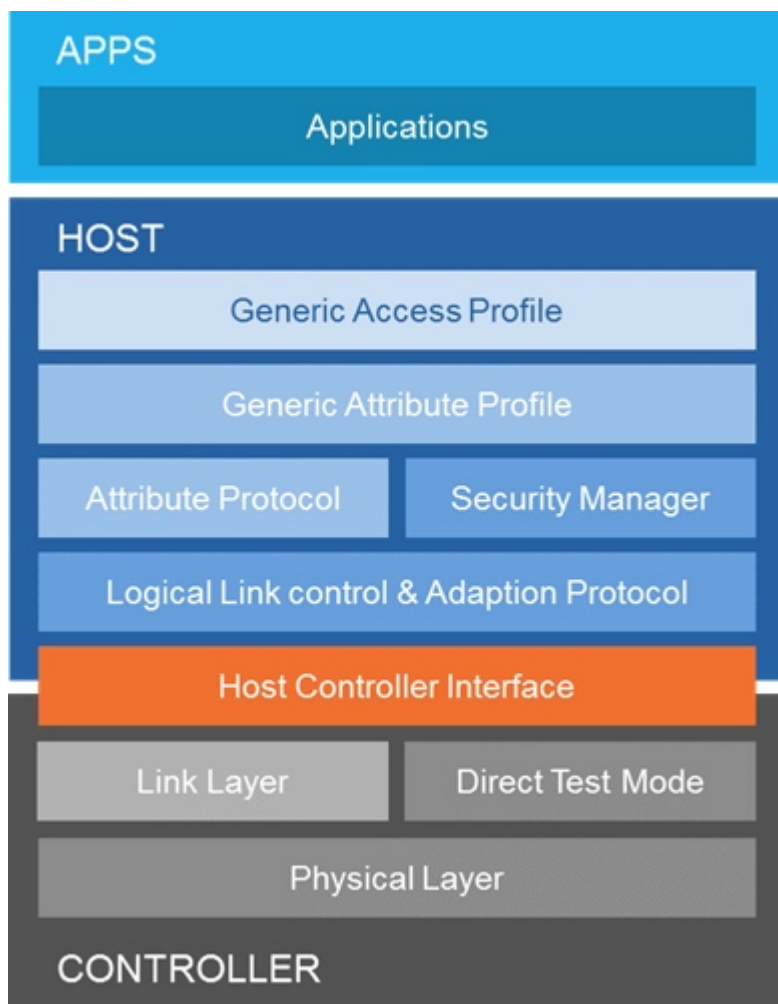 APPS
Applications
HOST
Generic Access Profile
Generic Attribute Profile
Attribute Protocol
Security Manager
Logical Link control & Adaption Protocol
Host Controller Interface
Link Layer
Direct Test Mode
Physical Layer
CONTROLLER